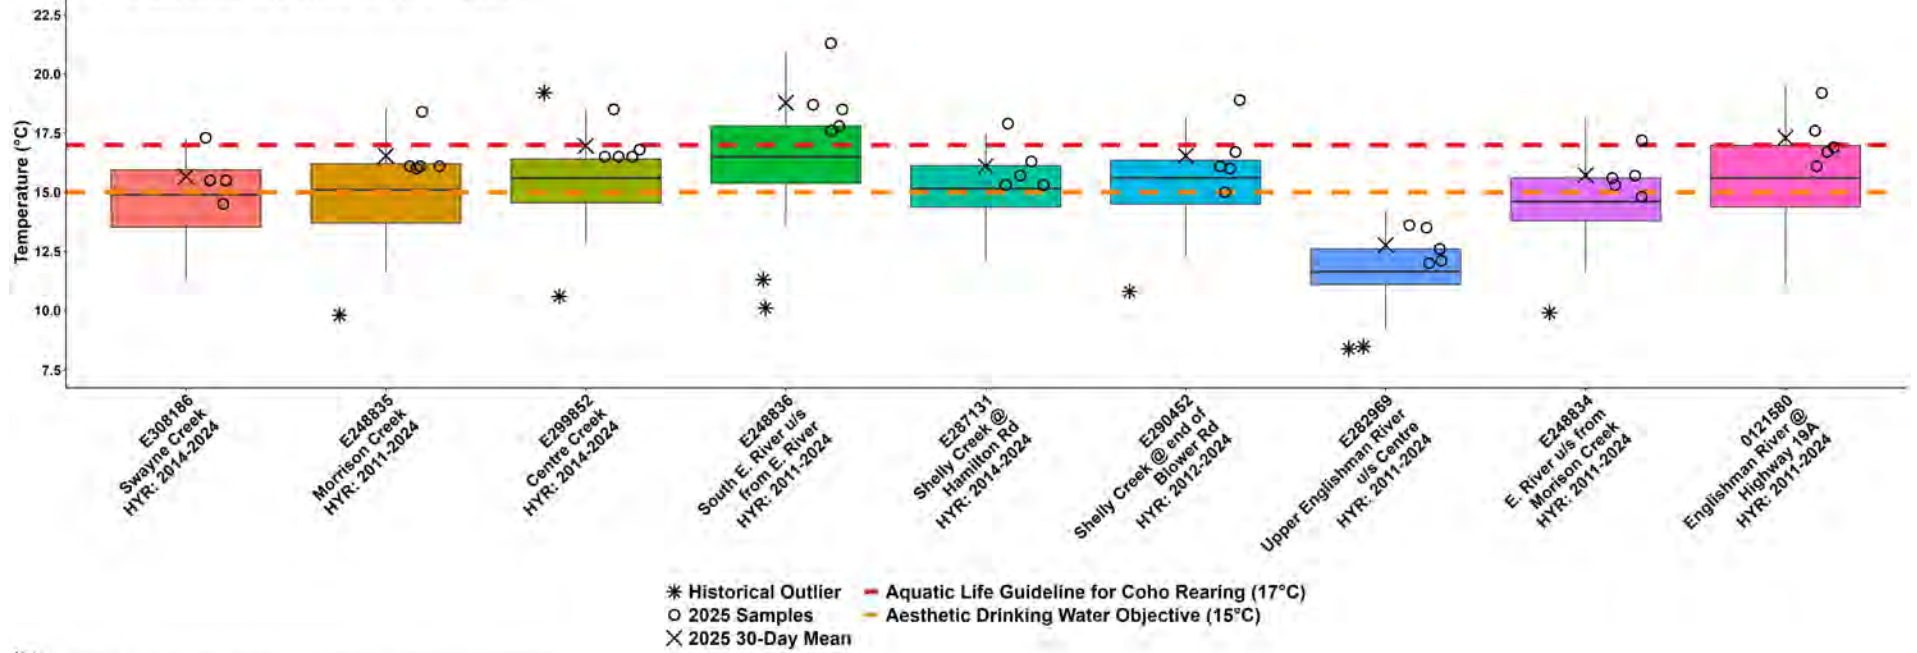 22.5
20.0
17.5
15.0
12.5
10.0
7.5
Temperature (°C)
E308186
Swayne Creek
HYR: 2014-2024
E248835
Morrison Creek
HYR: 2011-2024
E299852
Centre Creek
HYR: 2014-2024
E248836
South E. River u/s
from E. River
HYR: 2011-2024
E287131
Shelly Creek @
Hamilton Rd
HYR: 2014-2024
E290452
Shelly Creek @ end of
Blower Rd
HYR: 2012-2024
E282969
Upper Englishman River
u/s Centre
HYR: 2011-2024
E248834
E. River u/s from
Morison Creek
HYR: 2011-2024
0121580
Englishman River @
Highway 19A
HYR: 2011-2024
Historical Outlier
Aquatic Life Guideline for Coho Rearing (17°C)
2025 Samples
Aesthetic Drinking Water Objective (15°C)
2025 30-Day Mean